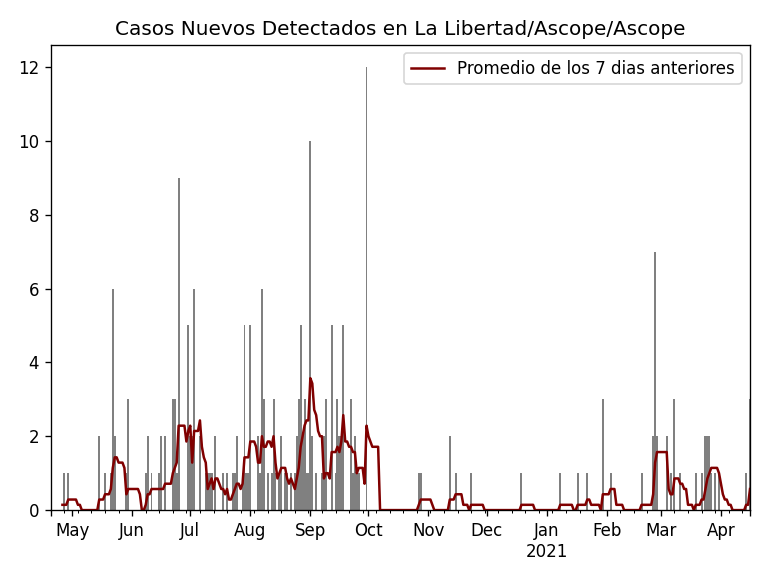 Casos Nuevos Detectados en La Libertad/Ascope/Ascope
Promedio de los 7 dias anteriores
12
10
8
6
4
2
0
May Jun Jul Aug Sep Oct Nov Dec Jan Feb Mar Apr
2021